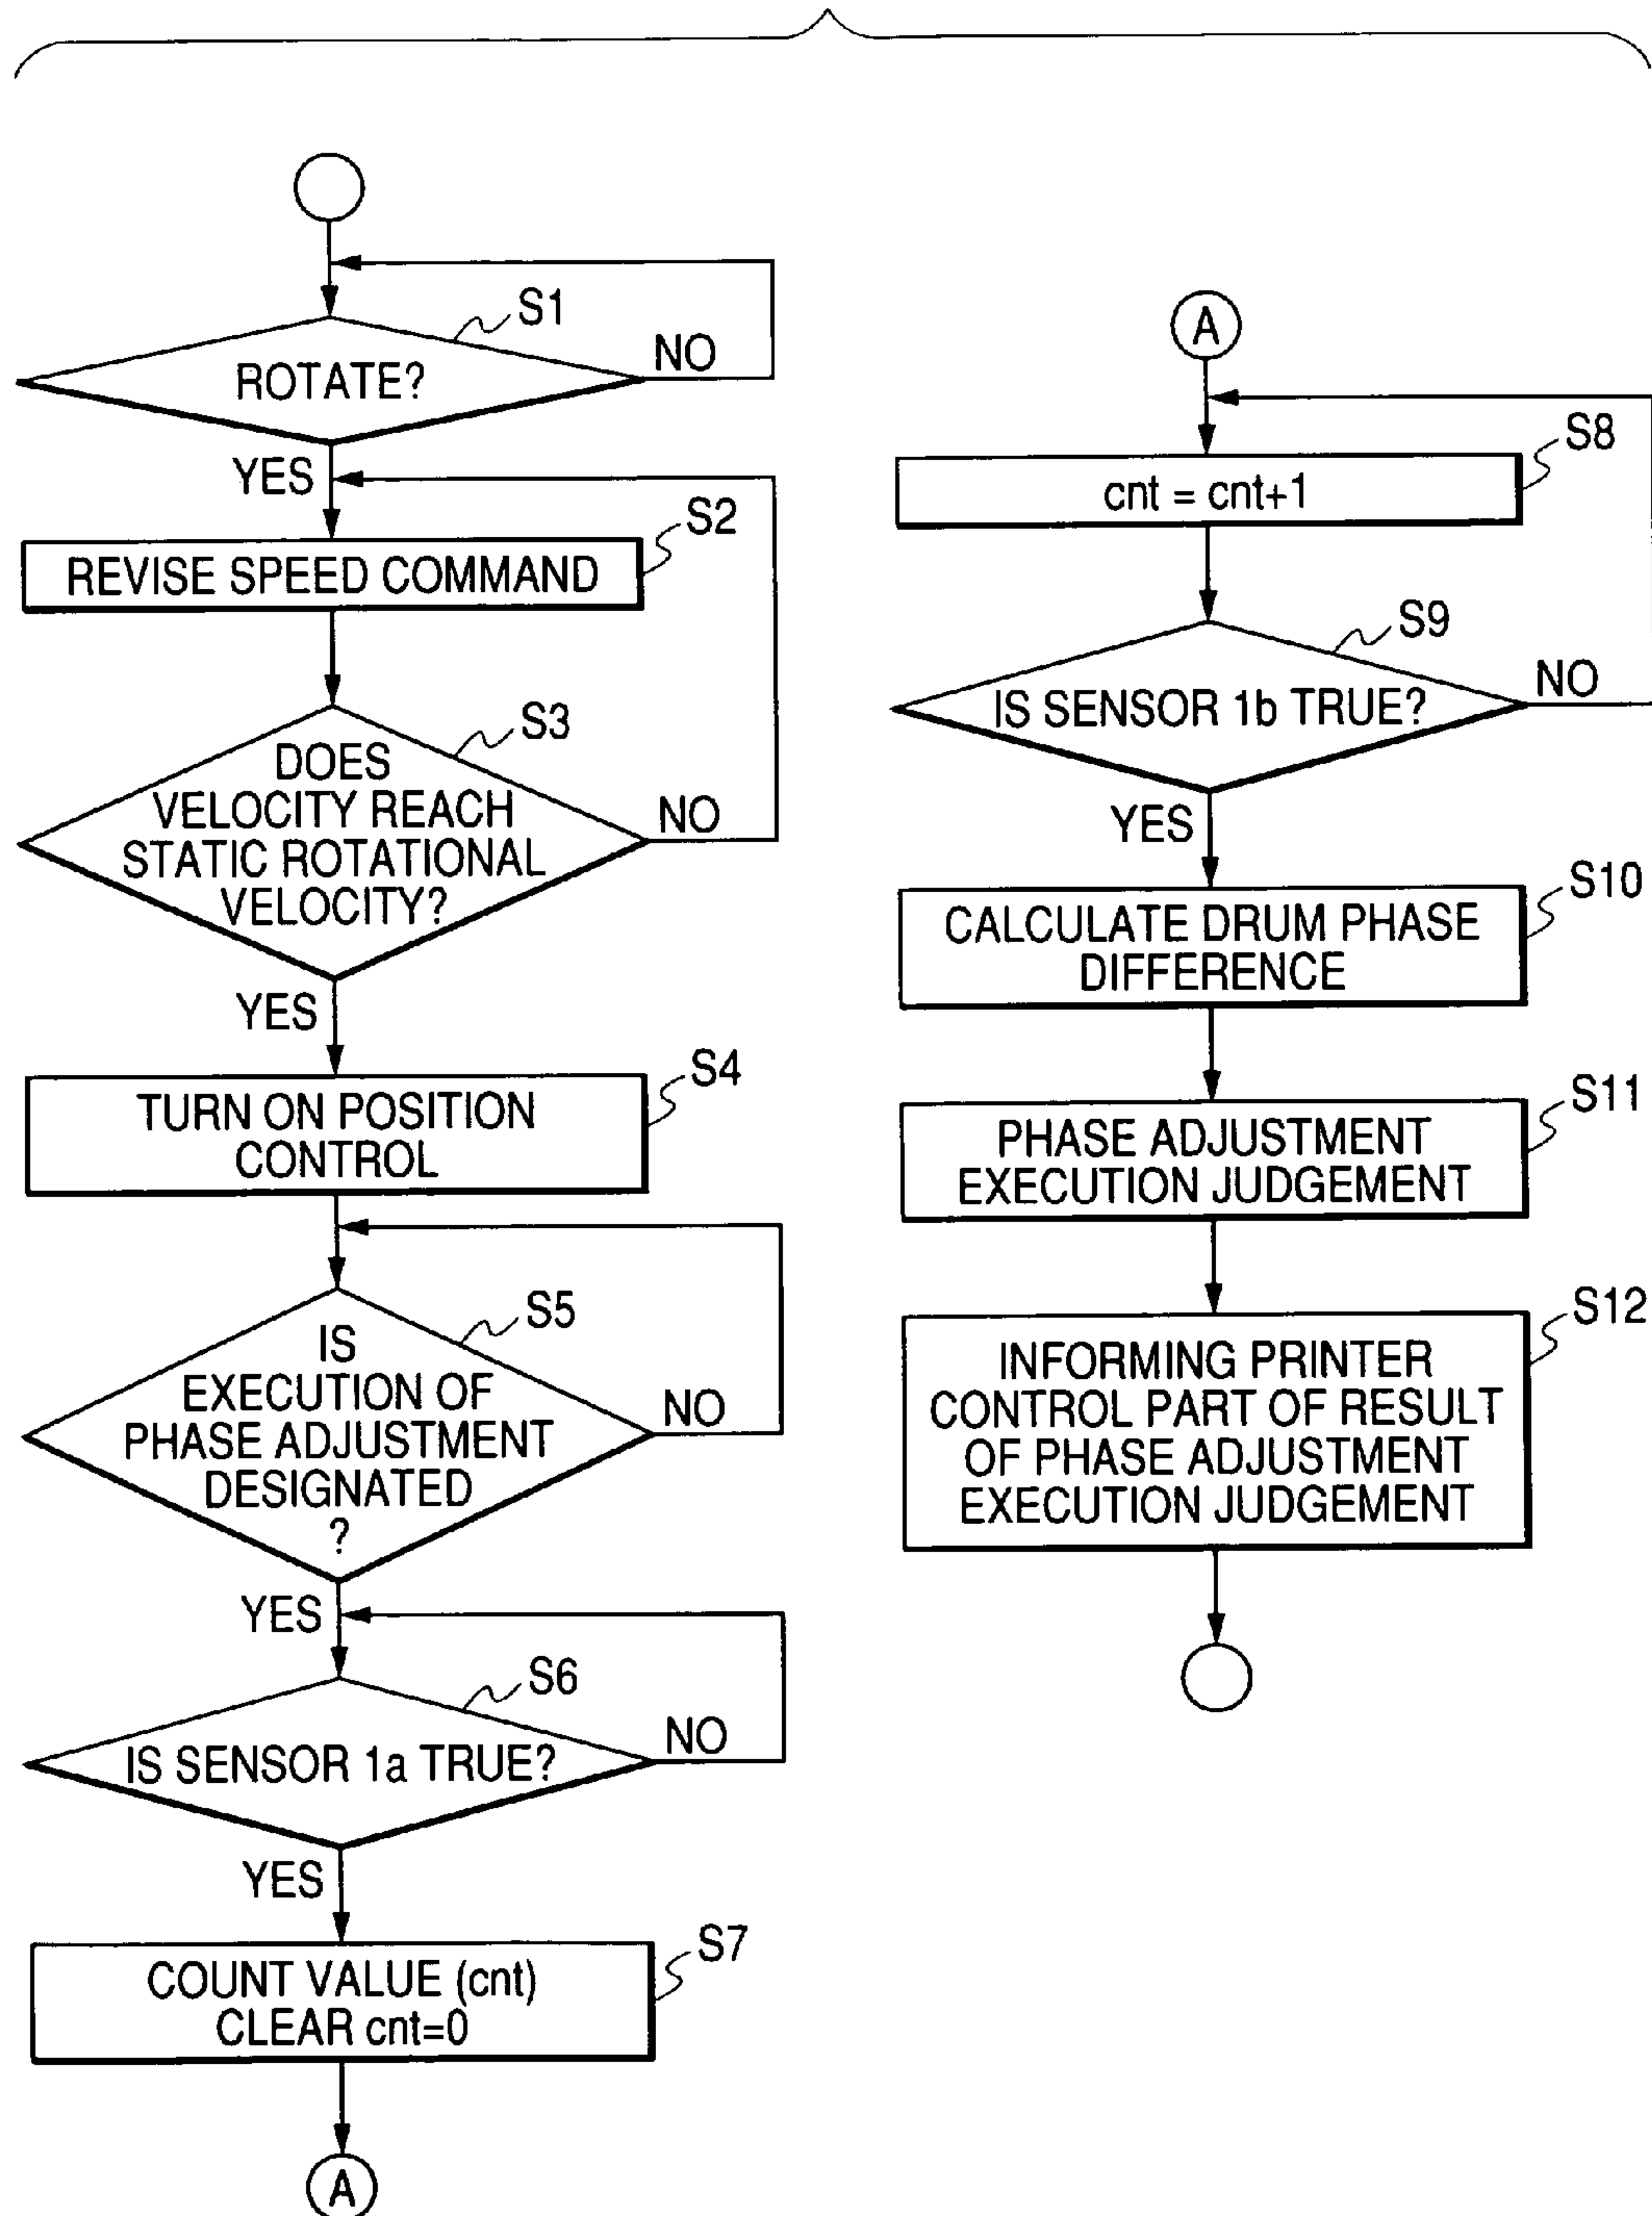 S1
ROTATE?
NO
YES
S2
REVISE SPEED COMMAND
S3
DOES
VELOCITY REACH
STATIC ROTATIONAL
VELOCITY?
NO
YES
S4
TURN ON POSITION
CONTROL
S5
IS
EXECUTION OF
PHASE ADJUSTMENT
DESIGNATED
?
NO
YES
S6
IS SENSOR 1a TRUE?
NO
YES
S7
COUNT VALUE (cnt)
CLEAR cnt=0
A
A
S8
cnt = cnt+1
S9
IS SENSOR 1b TRUE?
NO
YES
S10
CALCULATE DRUM PHASE
DIFFERENCE
S11
PHASE ADJUSTMENT
EXECUTION JUDGEMENT
S12
INFORMING PRINTER
CONTROL PART OF RESULT
OF PHASE ADJUSTMENT
EXECUTION JUDGEMENT